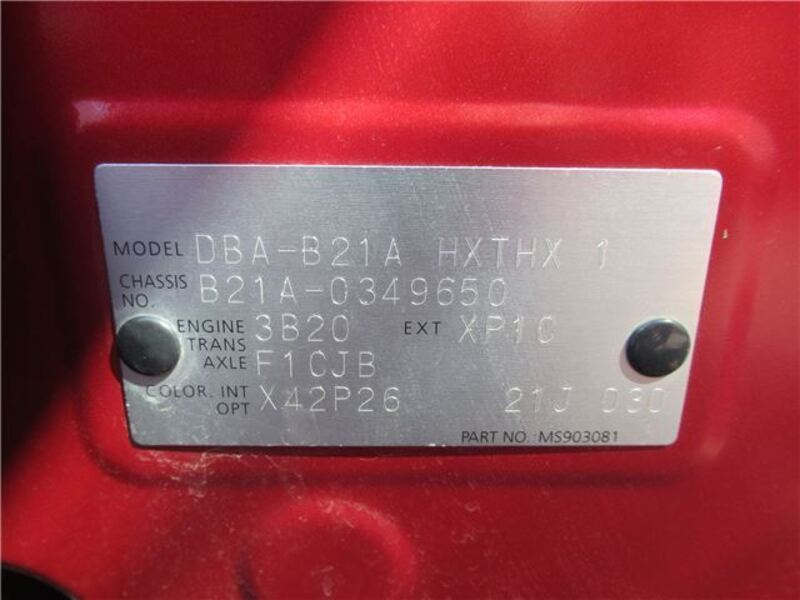 MODEL DBA-B21A HXTHX 1
CHASSIS NO. B21A-0349650
ENGINE 3B20 EXT XP10
TRANS AXLE F1CJB
COLOR. INT OPT X42P26 21J 030
PART NO.:MS903081